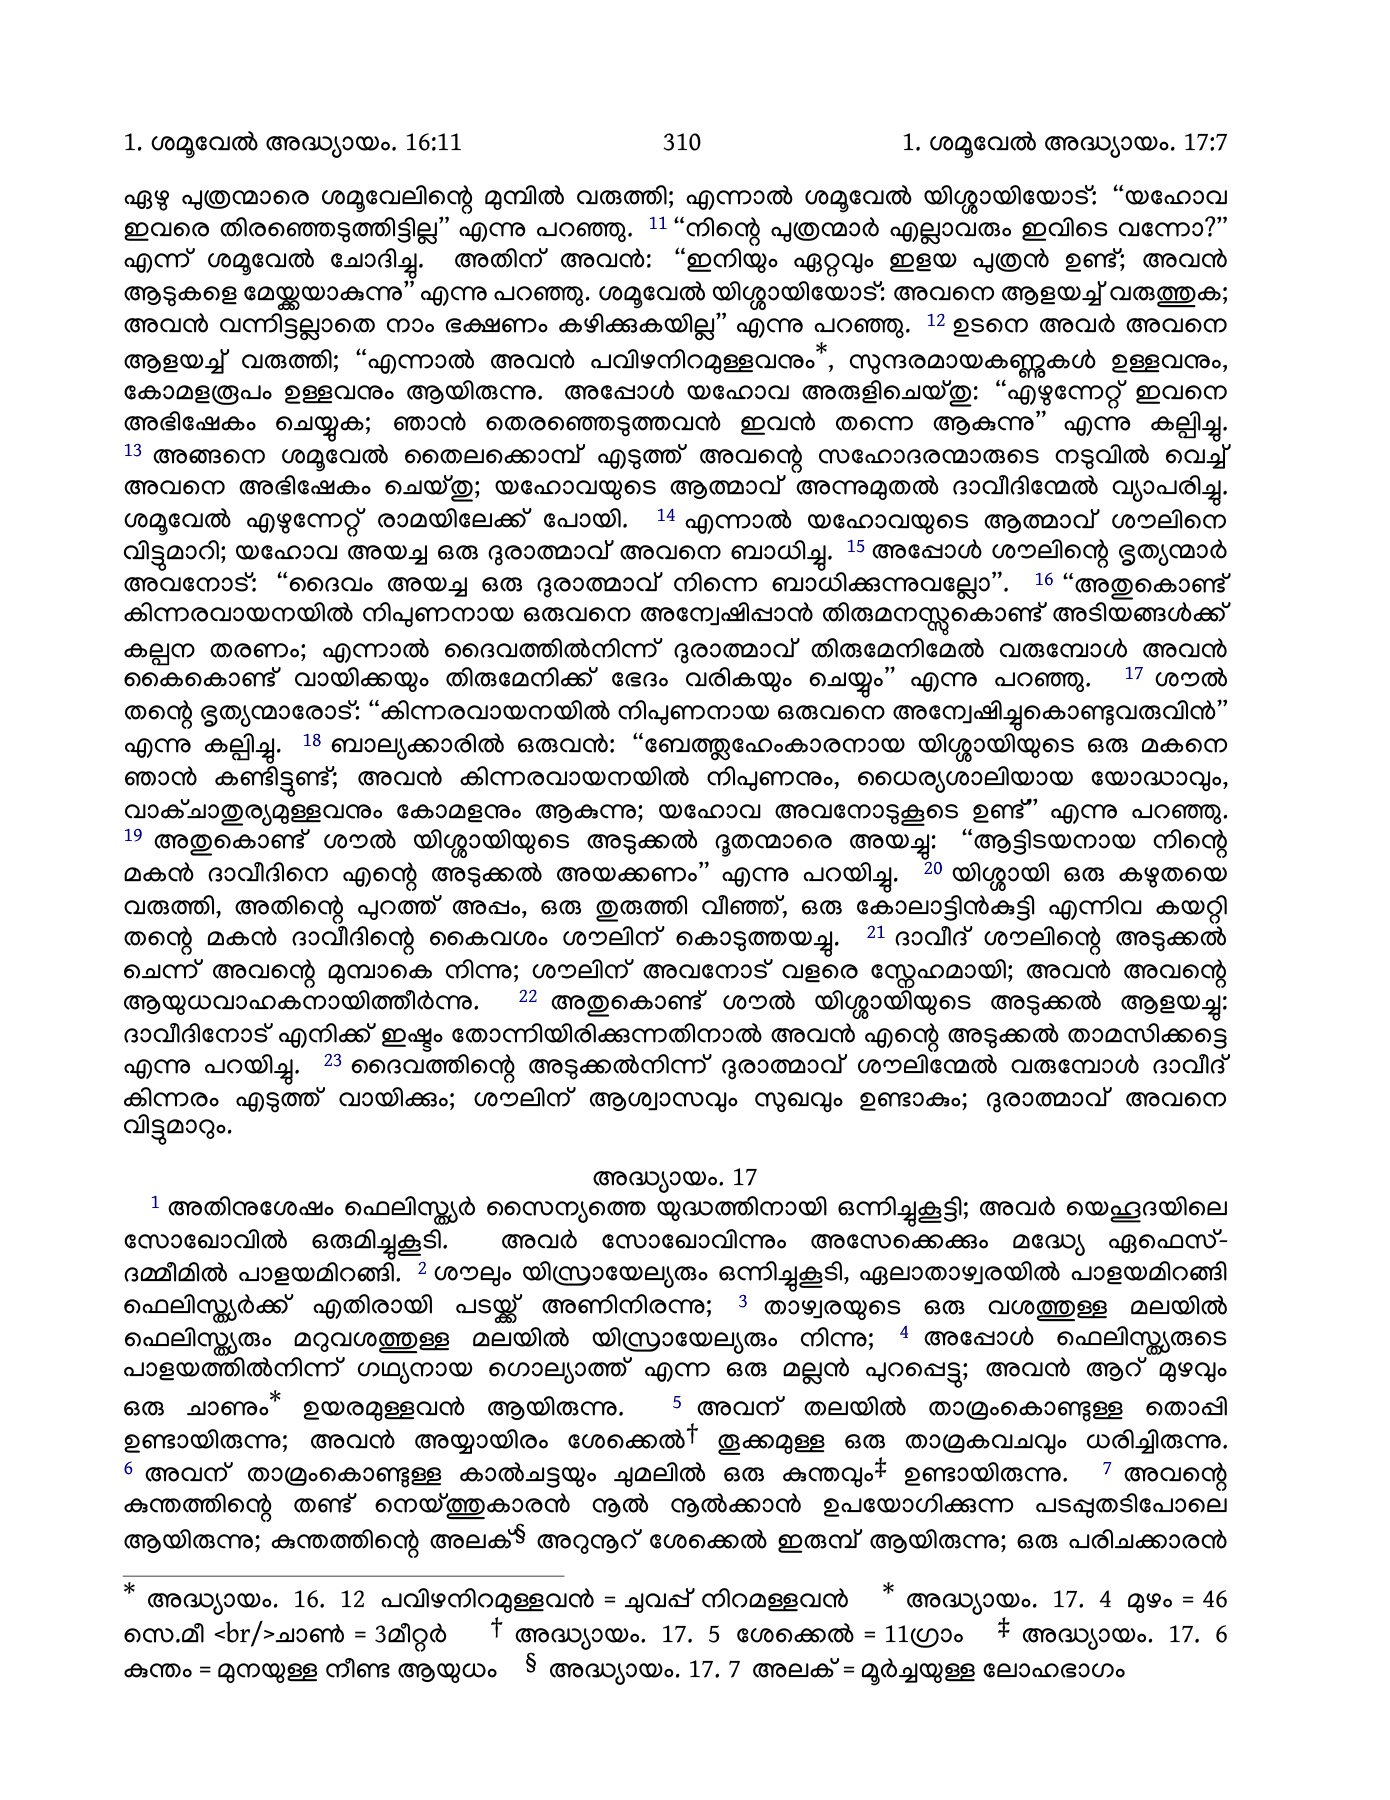 1. ശമൂവേൽ അദ്ധ്യായം. 16:11 310 1. ശമൂവേൽ അദ്ധ്യായം. 17:7
ഏഴു പുത്രന്മാരെ ശമൂവേലിന്റെ മുമ്പിൽ വരുത്തി; എന്നാൽ ശമൂവേൽ യിശ്ശായിയോട്: “യഹോവ
ഇവരെ തിരഞ്ഞെടുത്തിട്ടില്ല” എന്നു പറഞ്ഞു. 11 “നിന്റെ പുത്രന്മാർ എല്ലാവരും ഇവിടെ വന്നോ?”
എന്ന് ശമൂവേൽ ചോദിച്ചു. അതിന് അവൻ: “ഇനിയും ഏറ്റവും ഇളയ പുത്രൻ ഉണ്ട്; അവൻ
ആടുകളെ മേയ്ക്കയാകുന്നു” എന്നു പറഞ്ഞു. ശമൂവേൽ യിശ്ശായിയോട്: അവനെ ആളയച്ച് വരുത്തുക;
അവൻ വന്നിട്ടല്ലാതെ നാം ഭക്ഷണം കഴിക്കുകയില്ല” എന്നു പറഞ്ഞു. 12 ഉടനെ അവർ അവനെ
ആളയച്ച് വരുത്തി; “എന്നാൽ അവൻ പവിഴനിറമുള്ളവനും*, സുന്ദരമായകണ്ണുകൾ ഉള്ളവനും,
കോമളരൂപം ഉള്ളവനും ആയിരുന്നു. അപ്പോൾ യഹോവ അരുളിചെയ്തു: “എഴുന്നേറ്റ് ഇവനെ
അഭിഷേകം ചെയ്യുക; ഞാൻ തെരഞ്ഞെടുത്തവൻ ഇവൻ തന്നെ ആകുന്നു” എന്നു കല്പിച്ചു.
13 അങ്ങനെ ശമൂവേൽ തൈലക്കൊമ്പ് എടുത്ത് അവന്റെ സഹോദരന്മാരുടെ നടുവിൽ വെച്ച്
അവനെ അഭിഷേകം ചെയ്തു; യഹോവയുടെ ആത്മാവ് അന്നുമുതൽ ദാവീദിന്മേൽ വ്യാപരിച്ചു.
ശമൂവേൽ എഴുന്നേറ്റ് രാമയിലേക്ക് പോയി. 14 എന്നാൽ യഹോവയുടെ ആത്മാവ് ശൗലിനെ
വിട്ടുമാറി; യഹോവ അയച്ച ഒരു ദുരാത്മാവ് അവനെ ബാധിച്ചു. 15 അപ്പോൾ ശൗലിന്റെ ഭൃത്യന്മാർ
അവനോട്: “ദൈവം അയച്ച ഒരു ദുരാത്മാവ് നിന്നെ ബാധിക്കുന്നുവല്ലോ”. 16 “അതുകൊണ്ട്
കിന്നരവായനയിൽ നിപുണനായ ഒരുവനെ അന്വേഷിപ്പാൻ തിരുമനസ്സുകൊണ്ട് അടിയങ്ങൾക്ക്
കല്പന തരണം; എന്നാൽ ദൈവത്തിൽനിന്ന് ദുരാത്മാവ് തിരുമേനിമേൽ വരുമ്പോൾ അവൻ
കൈകൊണ്ട് വായിക്കയും തിരുമേനിക്ക് ഭേദം വരികയും ചെയ്യും” എന്നു പറഞ്ഞു. 17 ശൗൽ
തന്റെ ഭൃത്യന്മാരോട്: “കിന്നരവായനയിൽ നിപുണനായ ഒരുവനെ അന്വേഷിച്ചുകൊണ്ടുവരുവിൻ”
എന്നു കല്പിച്ചു. 18 ബാല്യക്കാരിൽ ഒരുവൻ: “ബേത്ത്ലഹേംകാരനായ യിശ്ശായിയുടെ ഒരു മകനെ
ഞാൻ കണ്ടിട്ടുണ്ട്; അവൻ കിന്നരവായനയിൽ നിപുണനും, ധൈര്യശാലിയായ യോദ്ധാവും,
വാക്ചാതുര്യമുള്ളവനും കോമളനും ആകുന്നു; യഹോവ അവനോടുകൂടെ ഉണ്ട്” എന്നു പറഞ്ഞു.
19 അതുകൊണ്ട് ശൗൽ യിശ്ശായിയുടെ അടുക്കൽ ദൂതന്മാരെ അയച്ചു: “ആട്ടിടയനായ നിന്റെ
മകൻ ദാവീദിനെ എന്റെ അടുക്കൽ അയക്കണം” എന്നു പറയിച്ചു. 20 യിശ്ശായി ഒരു കഴുതയെ
വരുത്തി, അതിന്റെ പുറത്ത് അപ്പം, ഒരു തുരുത്തി വീഞ്ഞ്, ഒരു കോലാട്ടിൻകുട്ടി എന്നിവ കയറ്റി
തന്റെ മകൻ ദാവീദിന്റെ കൈവശം ശൗലിന് കൊടുത്തയച്ചു. 21 ദാവീദ് ശൗലിന്റെ അടുക്കൽ
ചെന്ന് അവന്റെ മുമ്പാകെ നിന്നു; ശൗലിന് അവനോട് വളരെ സ്നേഹമായി; അവൻ അവന്റെ
ആയുധവാഹകനായിത്തീർന്നു. 22 അതുകൊണ്ട് ശൗൽ യിശ്ശായിയുടെ അടുക്കൽ ആളയച്ചു:
ദാവീദിനോട് എനിക്ക് ഇഷ്ടം തോന്നിയിരിക്കുന്നതിനാൽ അവൻ എന്റെ അടുക്കൽ താമസിക്കട്ടെ
എന്നു പറയിച്ചു. 23 ദൈവത്തിന്റെ അടുക്കൽനിന്ന് ദുരാത്മാവ് ശൗലിന്മേൽ വരുമ്പോൾ ദാവീദ്
കിന്നരം എടുത്ത് വായിക്കും; ശൗലിന് ആശ്വാസവും സുഖവും ഉണ്ടാകും; ദുരാത്മാവ് അവനെ
വിട്ടുമാറും.
അദ്ധ്യായം. 17
1 അതിനുശേഷം ഫെലിസ്ത്യർ സൈന്യത്തെ യുദ്ധത്തിനായി ഒന്നിച്ചുകൂട്ടി; അവർ യെഹൂദയിലെ
സോഖോവിൽ ഒരുമിച്ചുകൂടി. അവർ സോഖോവിന്നും അസേക്കെക്കും മദ്ധ്യേ ഏഫെസ്-
ദമ്മീമിൽ പാളയമിറങ്ങി. 2 ശൗലും യിസ്രായേല്യരും ഒന്നിച്ചുകൂടി, ഏലാതാഴ്വരയിൽ പാളയമിറങ്ങി
ഫെലിസ്ത്യർക്ക് എതിരായി പടയ്ക്ക് അണിനിരന്നു; 3 താഴ്വരയുടെ ഒരു വശത്തുള്ള മലയിൽ
ഫെലിസ്ത്യരും മറുവശത്തുള്ള മലയിൽ യിസ്രായേല്യരും നിന്നു; 4 അപ്പോൾ ഫെലിസ്ത്യരുടെ
പാളയത്തിൽനിന്ന് ഗഥ്യനായ ഗൊല്യാത്ത് എന്ന ഒരു മല്ലൻ പുറപ്പെട്ടു; അവൻ ആറ് മുഴവും
ഒരു ചാണും* ഉയരമുള്ളവൻ ആയിരുന്നു. 5 അവന് തലയിൽ താമ്രംകൊണ്ടുള്ള തൊപ്പി
ഉണ്ടായിരുന്നു; അവൻ അയ്യായിരം ശേക്കെൽ† തൂക്കമുള്ള ഒരു താമ്രകവചവും ധരിച്ചിരുന്നു.
6 അവന് താമ്രംകൊണ്ടുള്ള കാൽചട്ടയും ചുമലിൽ ഒരു കുന്തവും‡ ഉണ്ടായിരുന്നു. 7 അവന്റെ
കുന്തത്തിന്റെ തണ്ട് നെയ്ത്തുകാരൻ നൂൽ നൂൽക്കാൻ ഉപയോഗിക്കുന്ന പടപ്പുതടിപോലെ
ആയിരുന്നു; കുന്തത്തിന്റെ അലക്§ അറുനൂറ് ശേക്കെൽ ഇരുമ്പ് ആയിരുന്നു; ഒരു പരിചക്കാരൻ
* അദ്ധ്യായം. 16. 12 പവിഴനിറമുള്ളവൻ = ചുവപ്പ് നിറമള്ളവൻ * അദ്ധ്യായം. 17. 4 മുഴം = 46
സെ.മീ <br/>ചാൺ = 3മീറ്റർ † അദ്ധ്യായം. 17. 5 ശേക്കെൽ = 11ഗ്രാം ‡ അദ്ധ്യായം. 17. 6
കുന്തം = മുനയുള്ള നീണ്ട ആയുധം § അദ്ധ്യായം. 17. 7 അലക് = മൂർച്ചയുള്ള ലോഹഭാഗം